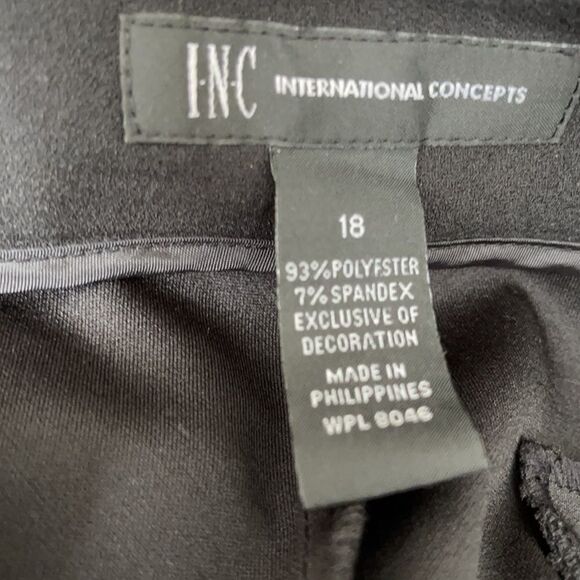 I·N·C INTERNATIONAL CONCEPTS
18
93% POLYESTER
7% SPANDEX
EXCLUSIVE OF
DECORATION
MADE IN
PHILIPPINES
WPL 8046